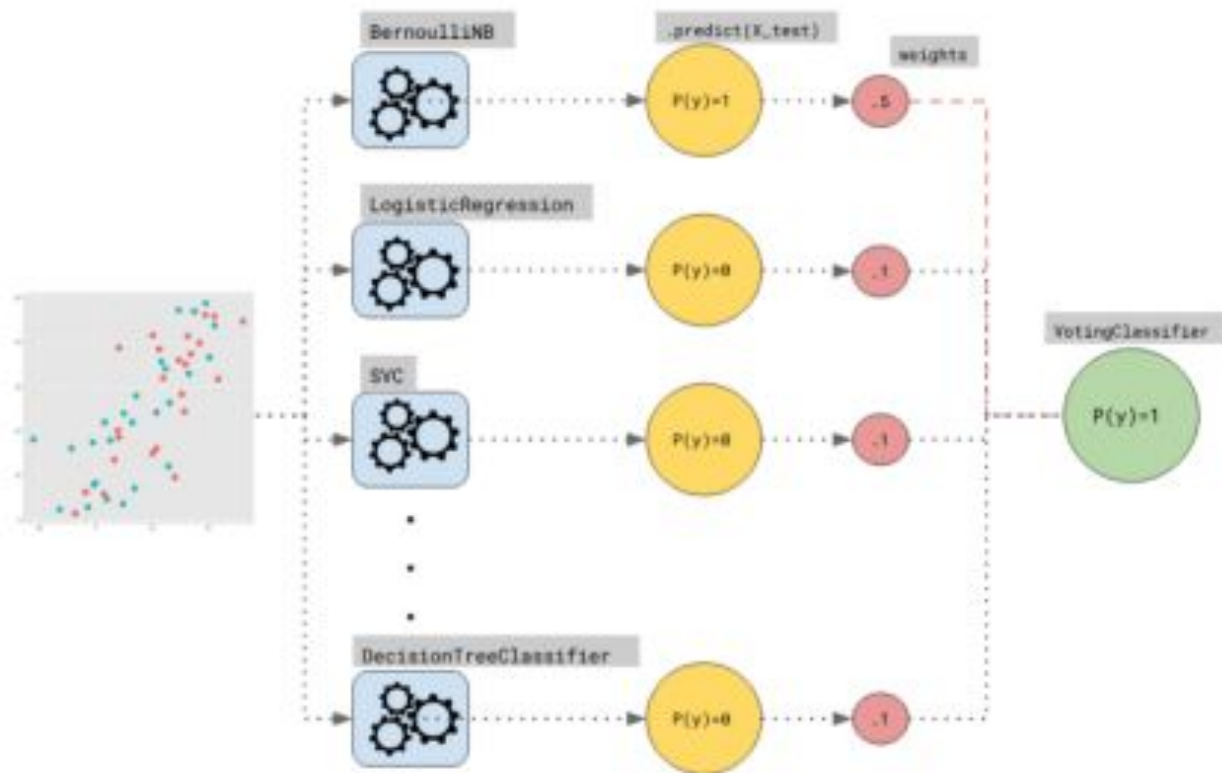 BernoulliNB
.predict(X_test)
weights
P(y)=1
.5
LogisticRegression
P(y)=0
.1
VotingClassifier
SVC
P(y)=0
.1
P(y)=1
DecisionTreeClassifier
P(y)=0
.1